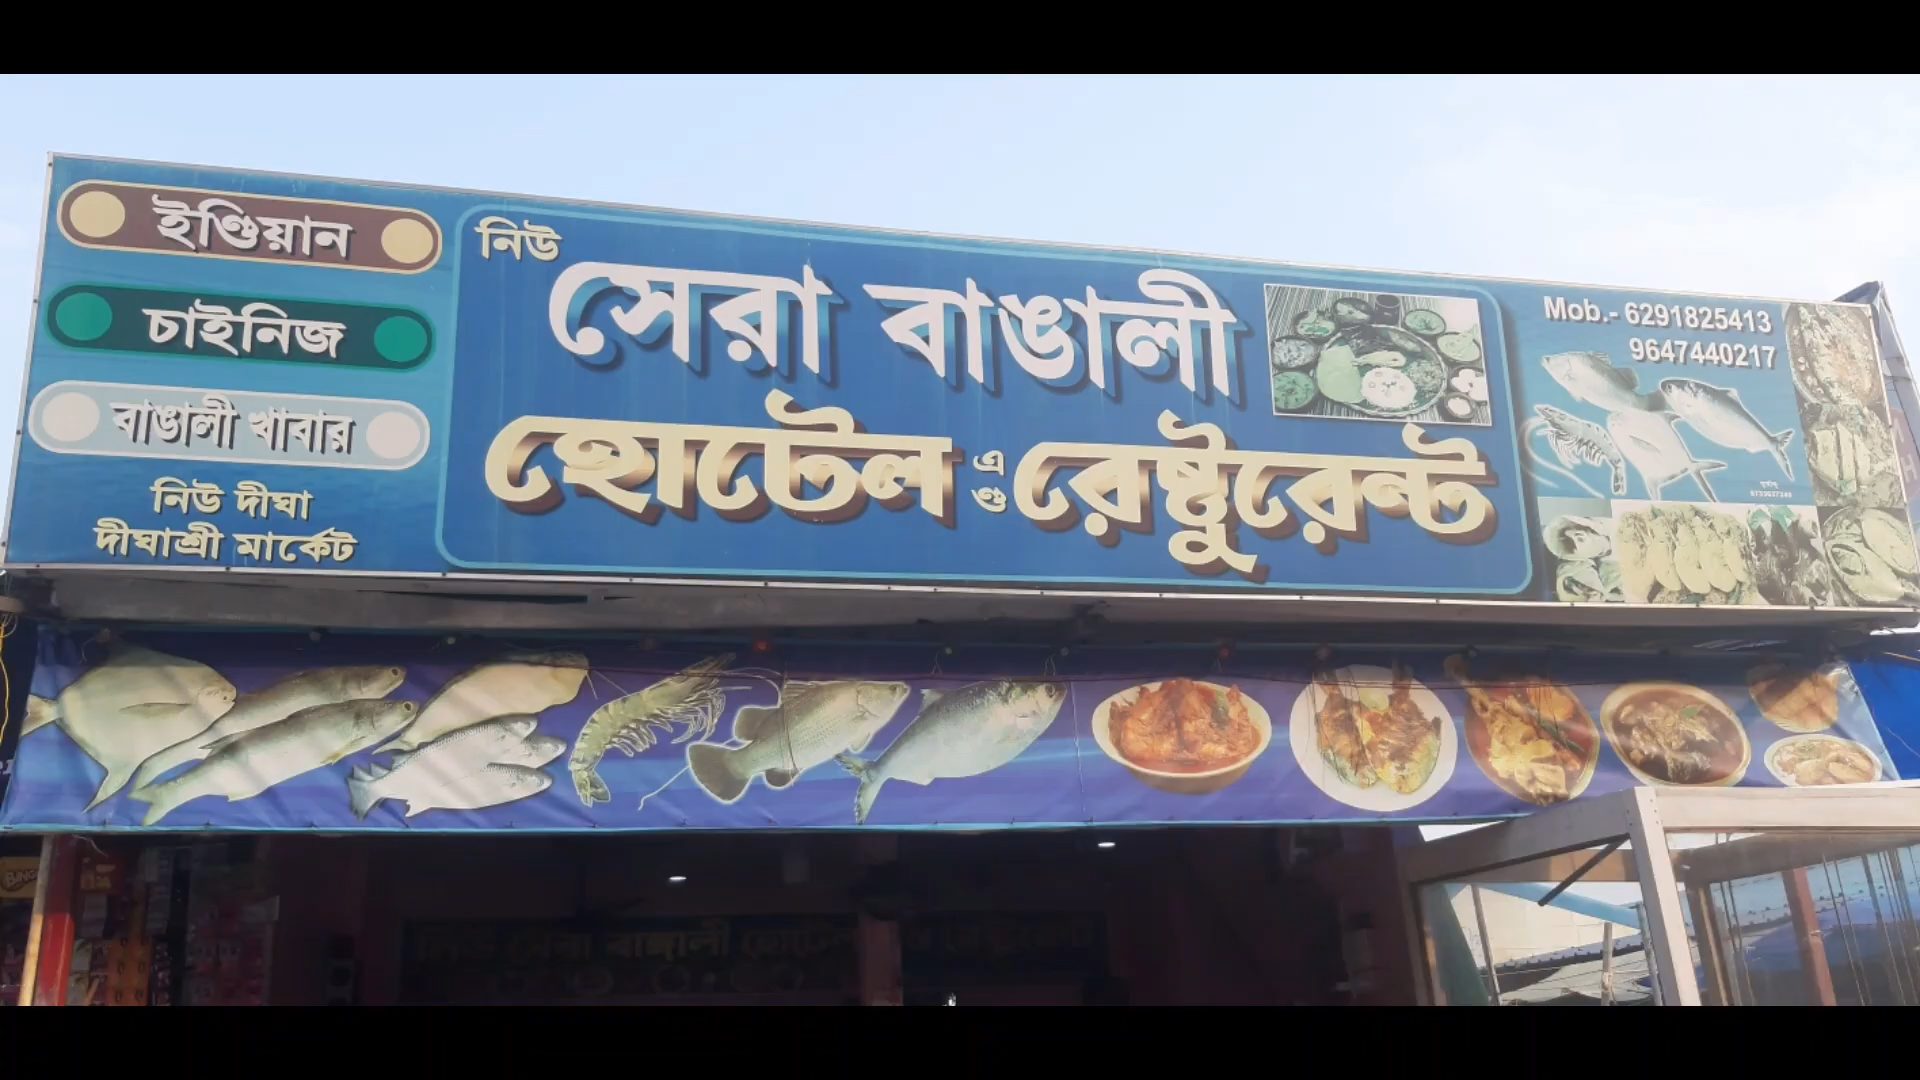 ইণ্ডিয়ান
চাইনিজ
বাঙালী খাবার
নিউ দীঘা
দীঘাশ্রী মার্কেট
নিউ
সেরা বাঙালী
হোটেল এণ্ড রেষ্টুরেন্ট
Mob.- 6291825413
9647440217